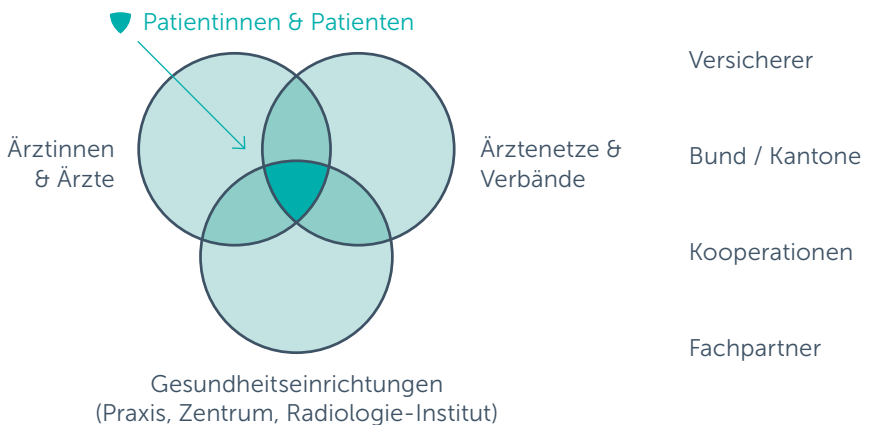 Patientinnen & Patienten
Ärztinnen
& Ärzte
Ärztenetze &
Verbände
Gesundheitseinrichtungen
(Praxis, Zentrum, Radiologie-Institut)
Versicherer
Bund / Kantone
Kooperationen
Fachpartner